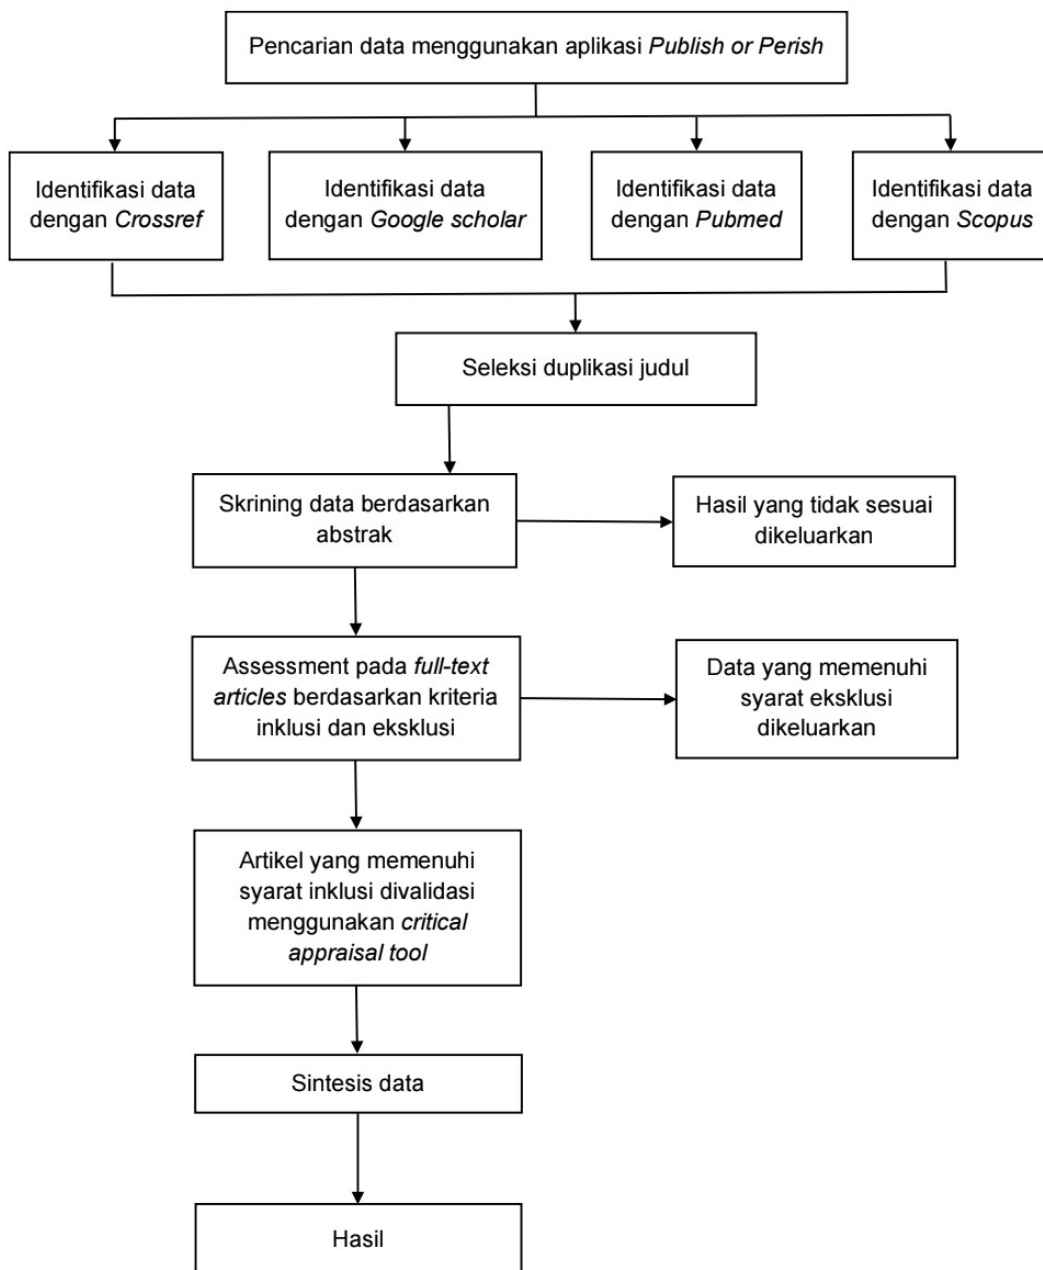 Pencarian data menggunakan aplikasi Publish or Perish
Identifikasi data
dengan Crossref
Identifikasi data
dengan Google scholar
Identifikasi data
dengan Pubmed
Identifikasi data
dengan Scopus
Seleksi duplikasi judul
Skrining data berdasarkan
abstrak
Hasil yang tidak sesuai
dikeluarkan
Assessment pada full-text
articles berdasarkan kriteria
inklusi dan eksklusi
Data yang memenuhi
syarat eksklusi
dikeluarkan
Artikel yang memenuhi
syarat inklusi divalidasi
menggunakan critical
appraisal tool
Sintesis data
Hasil